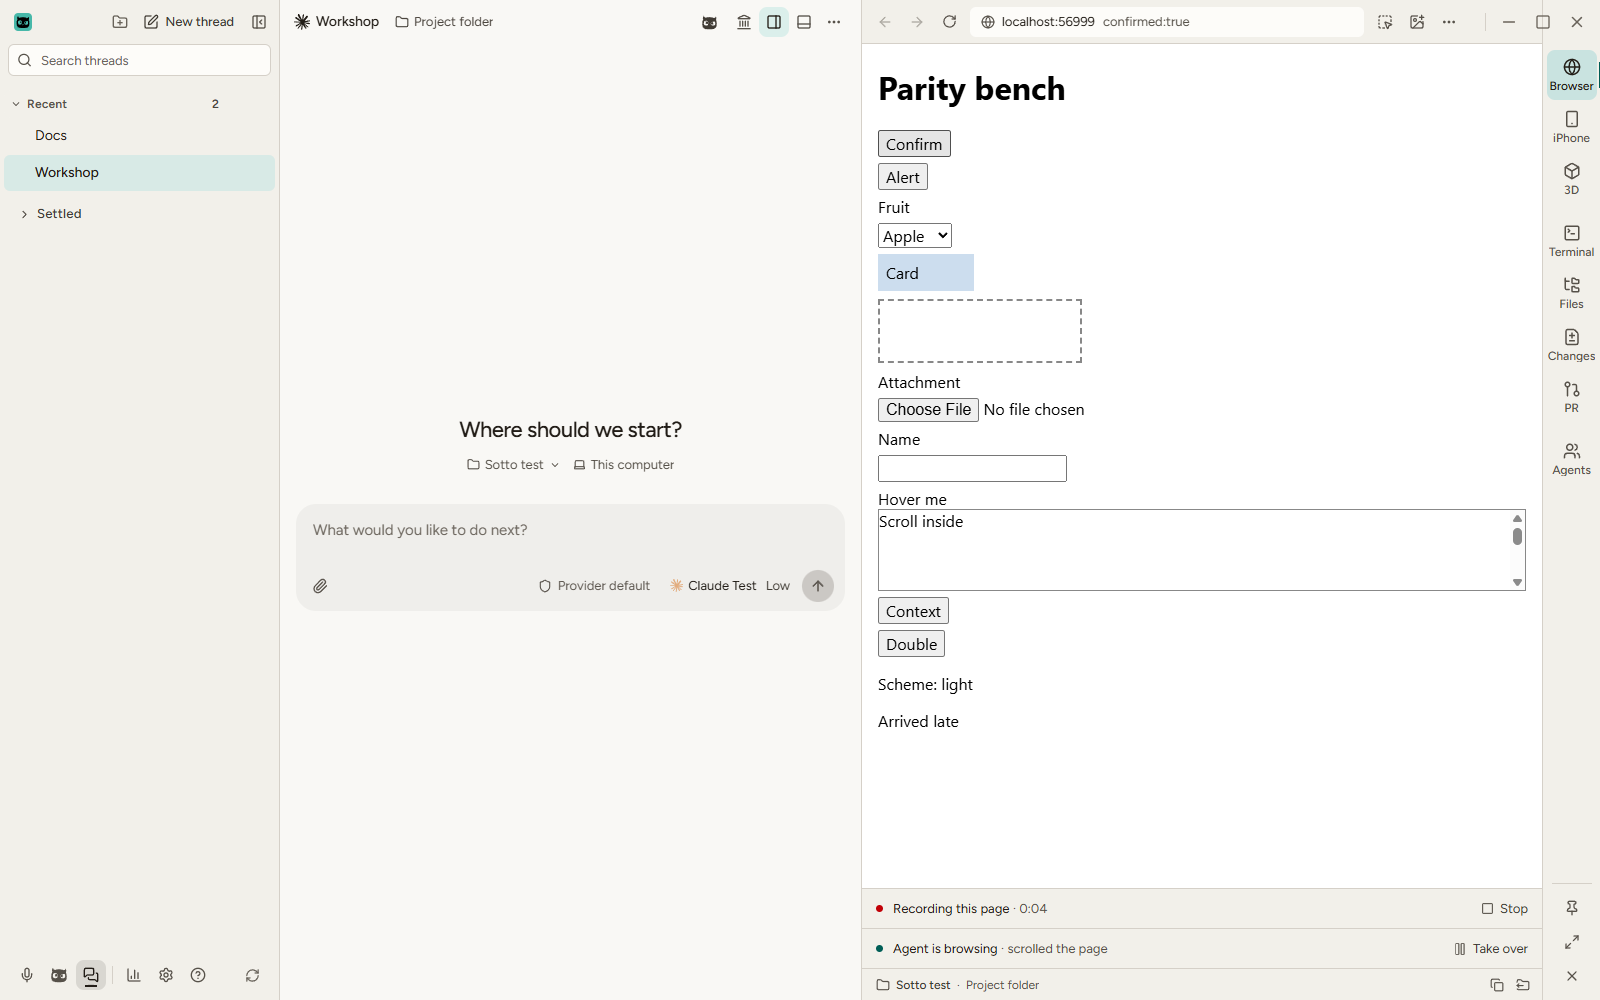 New thread
Search threads
Recent 2
Docs
Workshop
Settled
Workshop Project folder
Where should we start?
Sotto test This computer
What would you like to do next?
Provider default Claude Test Low
localhost:56999 confirmed:true
Parity bench
Confirm
Alert
Fruit
Apple
Card
Attachment
Choose File No file chosen
Name
Hover me
Scroll inside
Context
Double
Scheme: light
Arrived late
Recording this page · 0:04 Stop
Agent is browsing · scrolled the page Take over
Sotto test · Project folder
Browser
iPhone
3D
Terminal
Files
Changes
PR
Agents